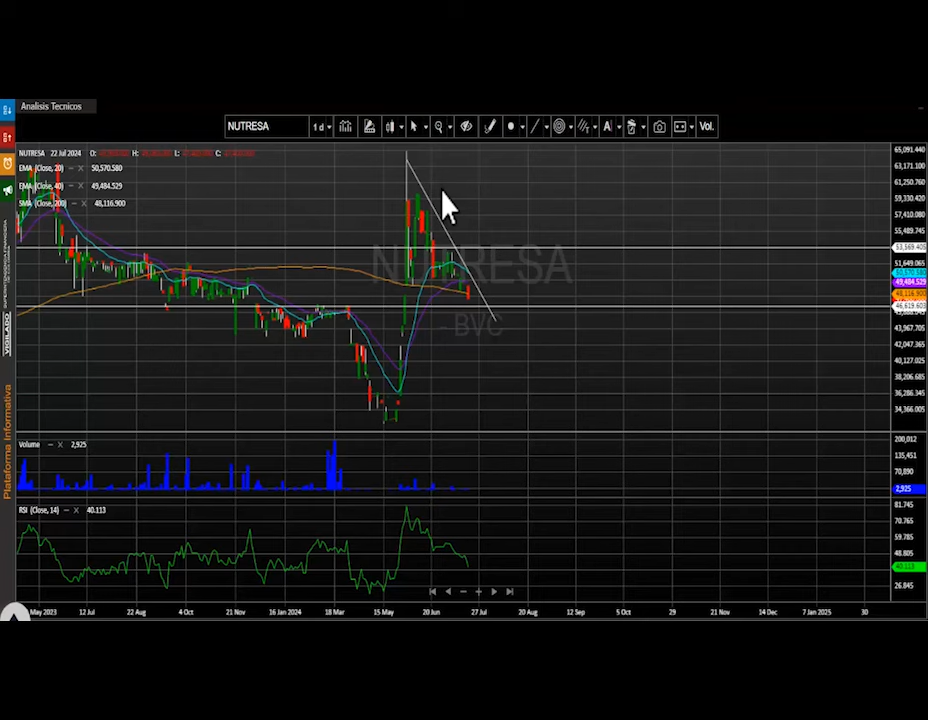 Analisis Tecnicos
NUTRESA 1 d Vol.
NUTRESA 22 Jul 2024 O: H: L: C:
EMA (Close, 20) 50,570.580
EMA (Close, 40) 49,484.529
SMA (Close, 200) 48,116.900
NUTRESA
- BVC
65,091.440
63,171.100
61,250.760
59,330.420
57,410.080
55,489.745
53,569.405
51,649.065
50,570.580
49,484.529
48,116.900
46,619.603
43,967.705
42,047.365
40,127.025
38,206.685
36,286.345
34,366.005
Volume 2,925
200,012
135,451
70,890
2,925
RSI (Close, 14) 40.113
81.745
70.765
59.785
48.805
40.113
26.845
May 2023 12 Jul 22 Aug 4 Oct 21 Nov 16 Jan 2024 18 Mar 15 May 20 Jun 27 Jul 20 Aug 12 Sep 5 Oct 29 21 Nov 14 Dec 7 Jan 2025 30
VIGILADO
Plataforma Informativa